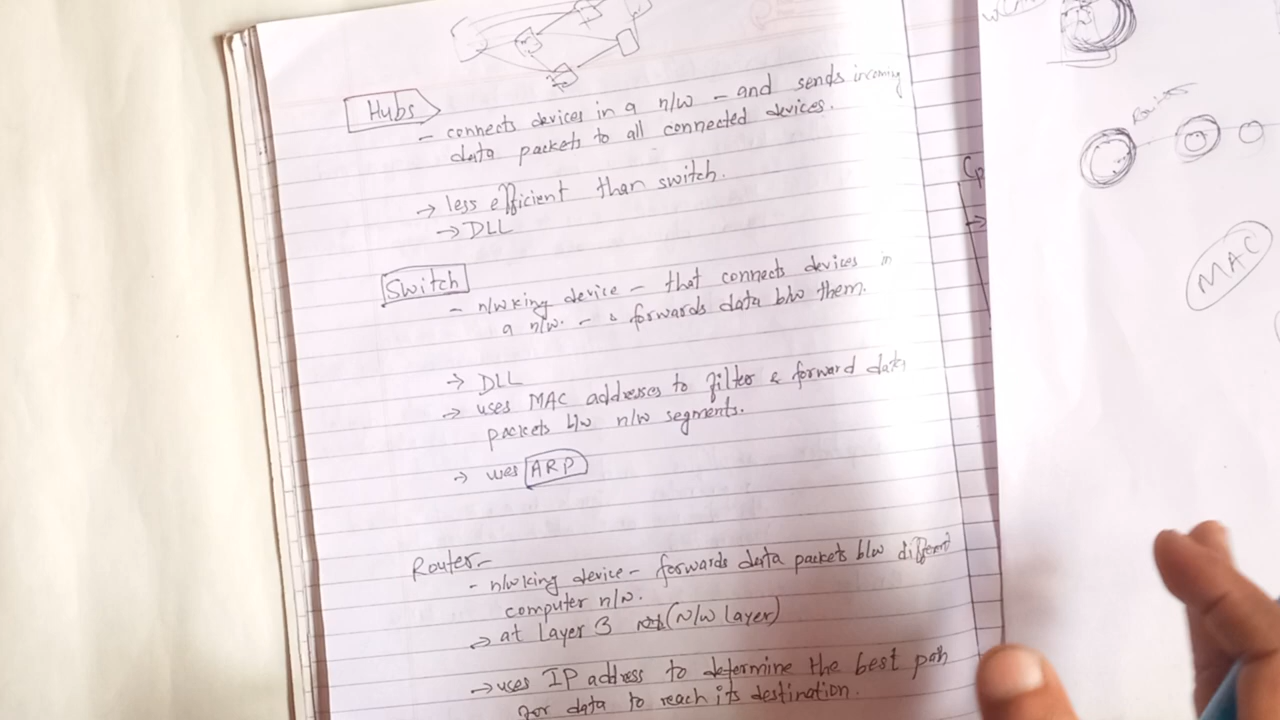 Hubs
- connects devices in a n/w - and sends incoming
data packets to all connected devices.
→ less efficient than switch.
→ DLL
Switch
- n/wking device - that connects devices in
a n/w. - & forwards data b/w them.
→ DLL
→ uses MAC addresses to filter & forward data
packets b/w n/w segments.
→ uses ARP
Router-
- n/wking device - forwards data packets b/w different
computer n/w.
→ at Layer 3 (N/W Layer)
→ uses IP address to determine the best path
for data to reach its destination.
Router
MAC